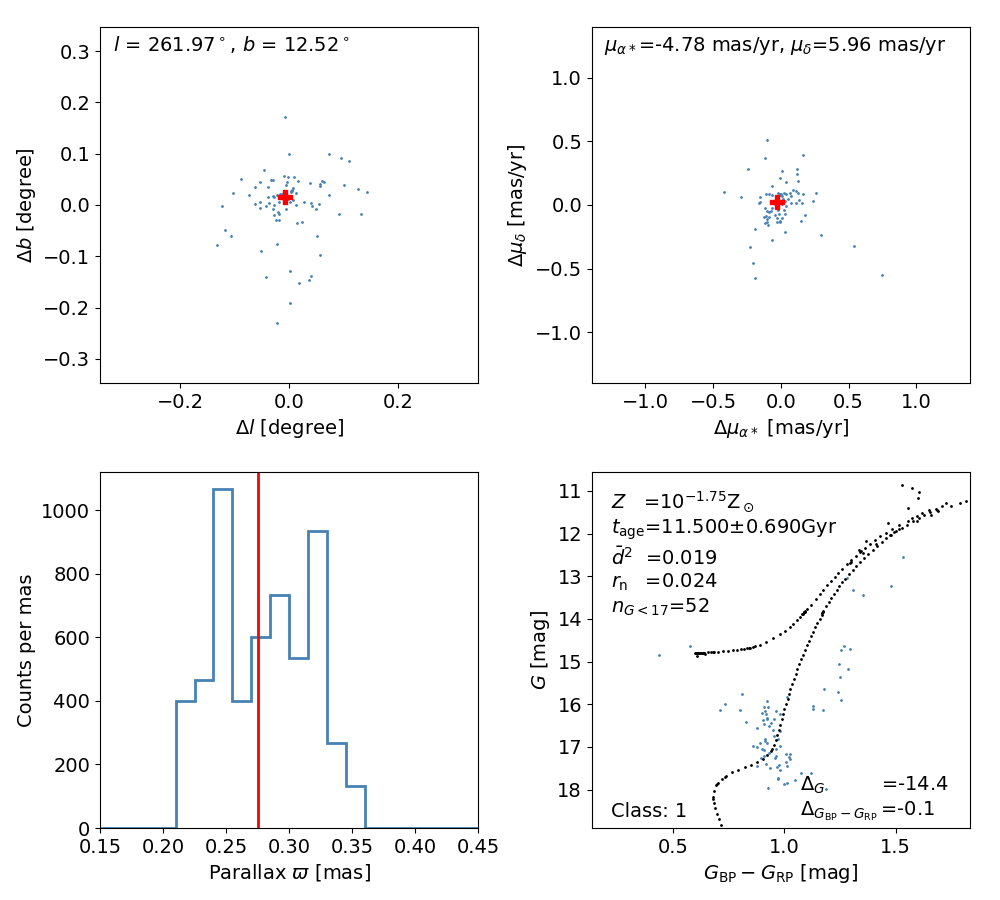 l = 261.97°, b = 12.52°
0.3
0.2
0.1
0.0
−0.1
−0.2
−0.3
Δb [degree]
−0.2 0.0 0.2
Δl [degree]
μα*=-4.78 mas/yr, μδ=5.96 mas/yr
1.0
0.5
0.0
−0.5
−1.0
Δμδ [mas/yr]
−1.0 −0.5 0.0 0.5 1.0
Δμα* [mas/yr]
1000
800
600
400
200
0
Counts per mas
0.15 0.20 0.25 0.30 0.35 0.40 0.45
Parallax ϖ [mas]
11
12
13
14
15
16
17
18
G [mag]
Z =10^−1.75 Z⊙
tage=11.500±0.690Gyr
d̄² =0.019
rn =0.024
nG<17=52
ΔG =-14.4
ΔGBP−GRP =-0.1
Class: 1
0.5 1.0 1.5
GBP − GRP [mag]